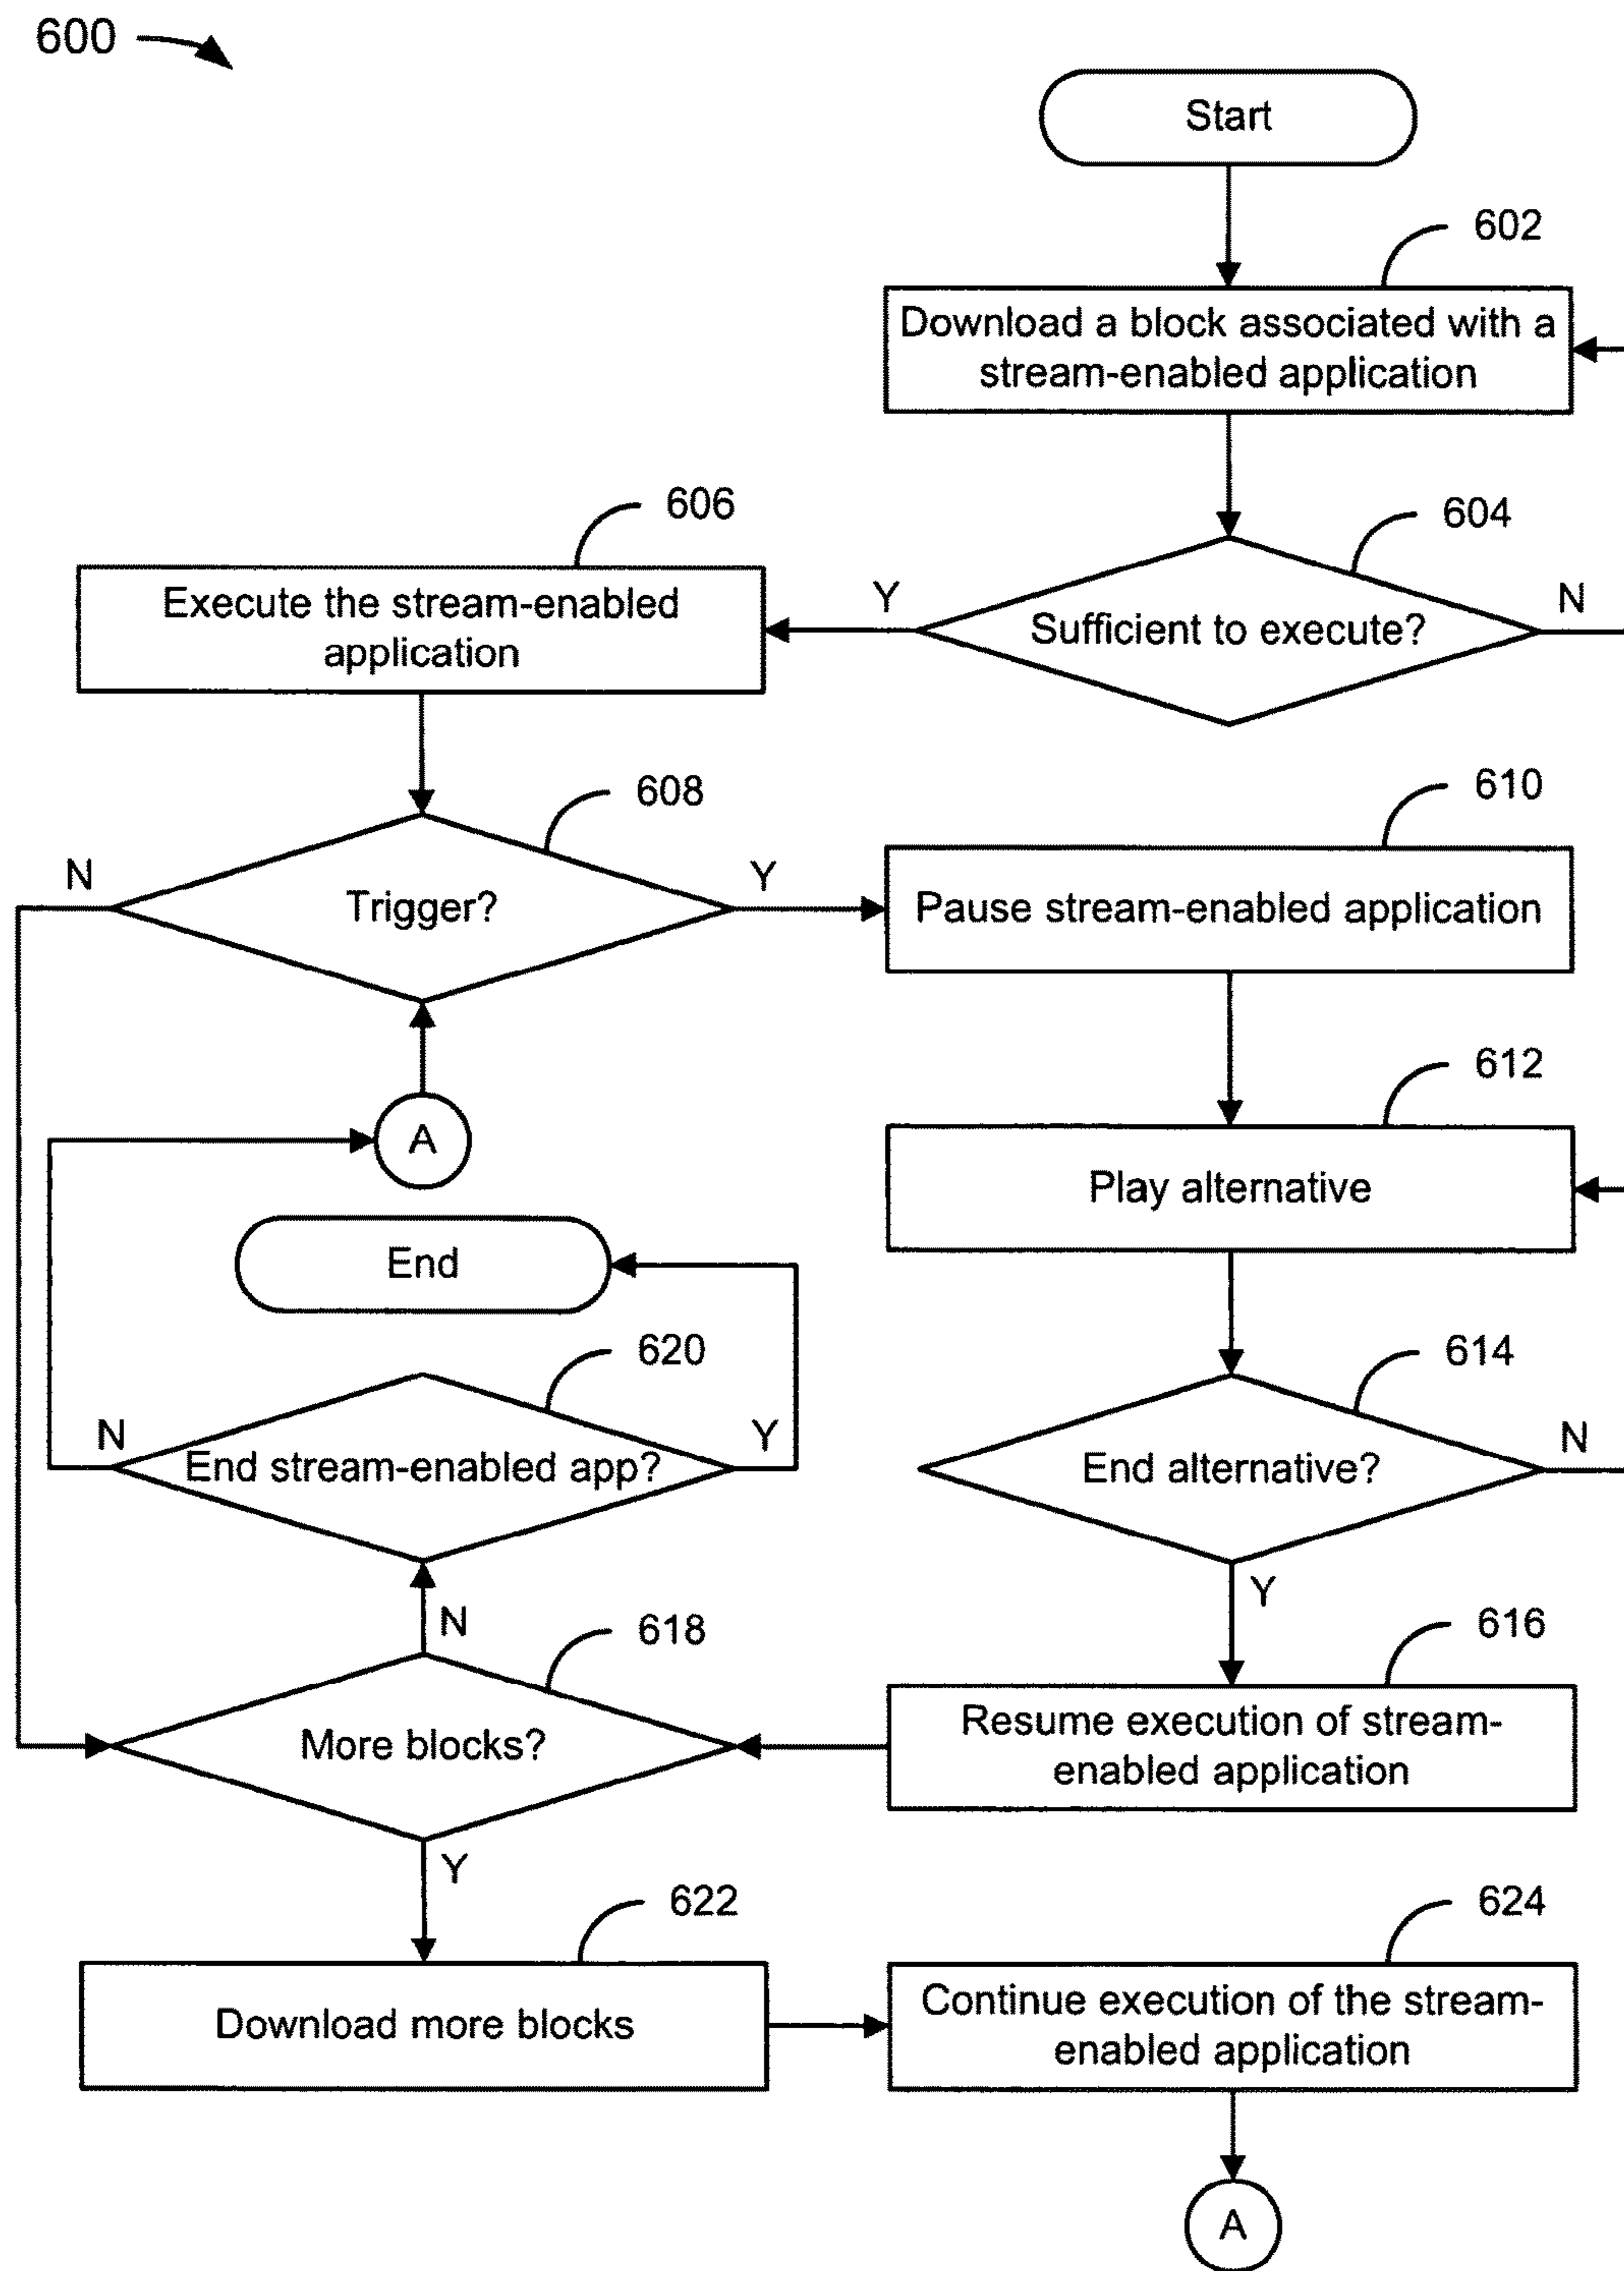 600
Start
602
Download a block associated with a
stream-enabled application
604
Sufficient to execute?
Y
N
606
Execute the stream-enabled
application
608
Trigger?
N
Y
610
Pause stream-enabled application
612
Play alternative
A
End
614
End alternative?
N
Y
620
End stream-enabled app?
N
Y
616
Resume execution of stream-
enabled application
618
More blocks?
N
Y
622
Download more blocks
624
Continue execution of the stream-
enabled application
A